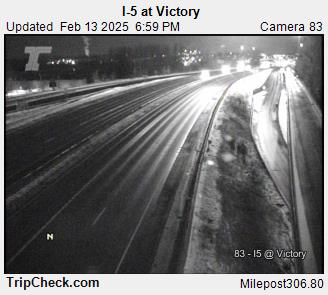 I-5 at Victory
Updated Feb 13 2025 6:59 PM Camera 83
T
N
83 - I5 @ Victory
TripCheck.com Milepost306.80